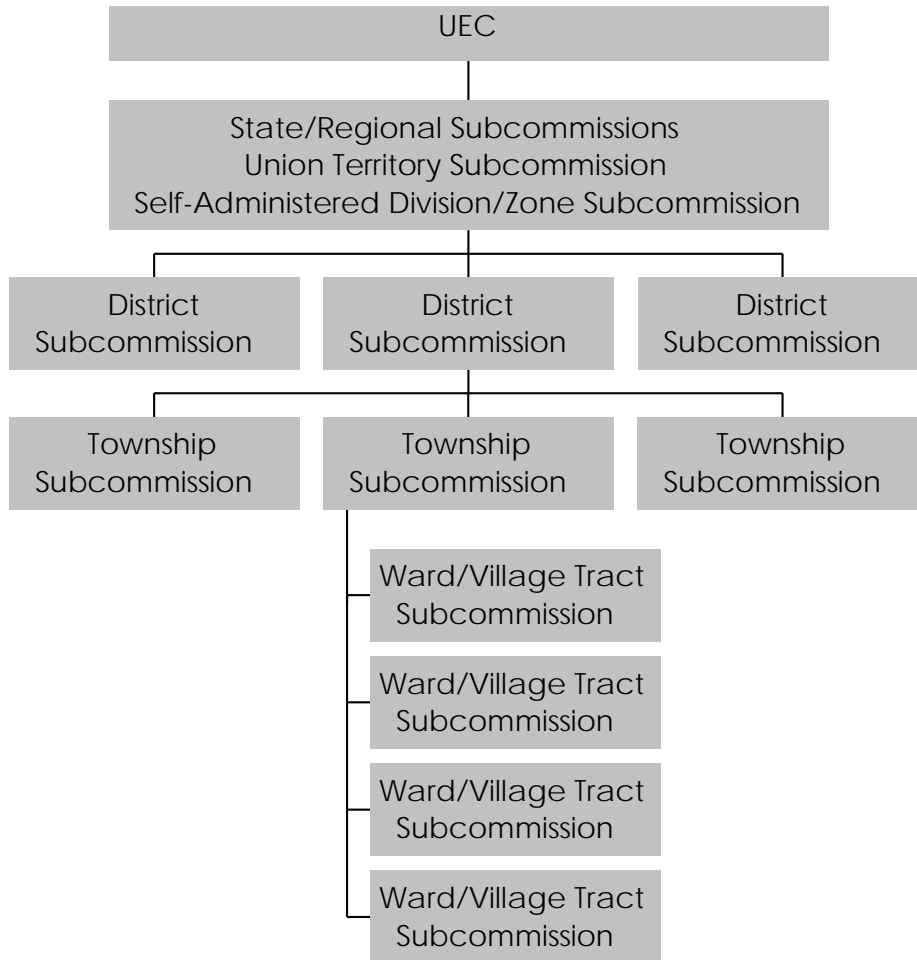 UEC
State/Regional Subcommissions
Union Territory Subcommission
Self-Administered Division/Zone Subcommission
District
Subcommission
District
Subcommission
District
Subcommission
Township
Subcommission
Township
Subcommission
Township
Subcommission
Ward/Village Tract
Subcommission
Ward/Village Tract
Subcommission
Ward/Village Tract
Subcommission
Ward/Village Tract
Subcommission